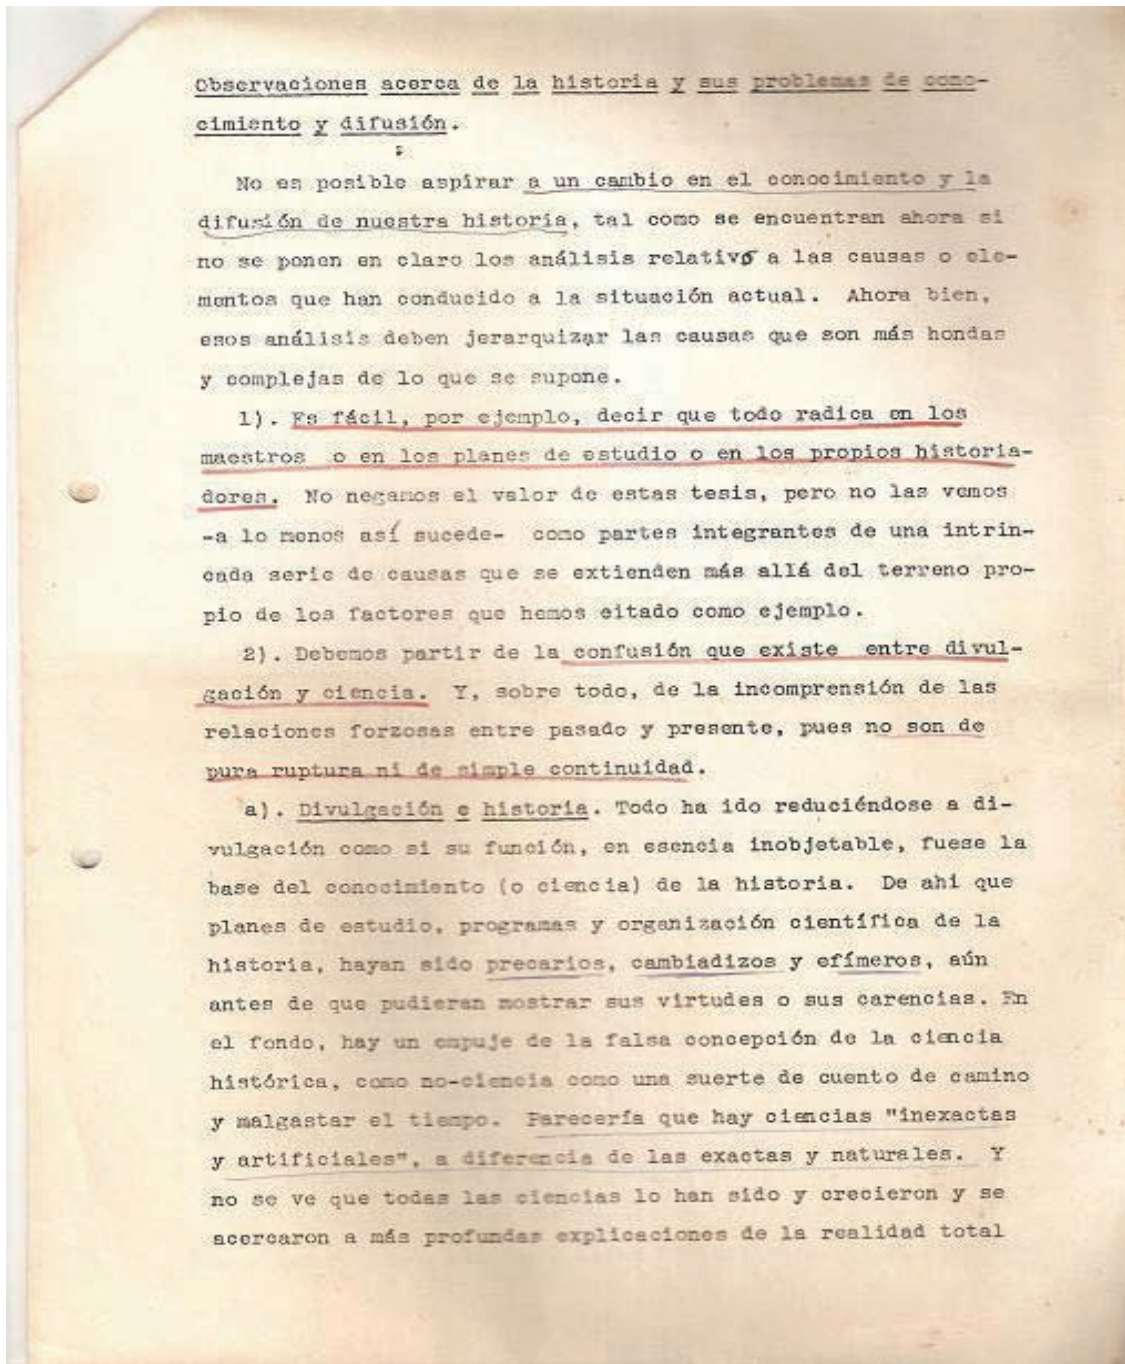 Observaciones acerca de la historia y sus problemas de cono-
cimiento y difusión.
No es posible aspirar a un cambio en el conocimiento y la
difusión de nuestra historia, tal como se encuentran ahora si
no se ponen en claro los análisis relativos a las causas o ele-
mentos que han conducido a la situación actual. Ahora bien,
esos análisis deben jerarquizar las causas que son más hondas
y complejas de lo que se supone.
1). Es fácil, por ejemplo, decir que todo radica en los
maestros o en los planes de estudio o en los propios historia-
dores. No negamos el valor de estas tesis, pero no las vemos
-a lo menos así sucede- como partes integrantes de una intrin-
cada serie de causas que se extienden más allá del terreno pro-
pio de los factores que hemos citado como ejemplo.
2). Debemos partir de la confusión que existe entre divul-
gación y ciencia. Y, sobre todo, de la incomprensión de las
relaciones forzosas entre pasado y presente, pues no son de
pura ruptura ni de simple continuidad.
a). Divulgación e historia. Todo ha ido reduciéndose a di-
vulgación como si su función, en esencia inobjetable, fuese la
base del conocimiento (o ciencia) de la historia. De ahi que
planes de estudio, programas y organización científica de la
historia, hayan sido precarios, cambiadizos y efímeros, aún
antes de que pudieran mostrar sus virtudes o sus carencias. En
el fondo, hay un empuje de la falsa concepción de la ciencia
histórica, como no-ciencia como una suerte de cuento de camino
y malgastar el tiempo. Parecería que hay ciencias "inexactas
y artificiales", a diferencia de las exactas y naturales. Y
no se ve que todas las ciencias lo han sido y crecieron y se
acercaron a más profundas explicaciones de la realidad total